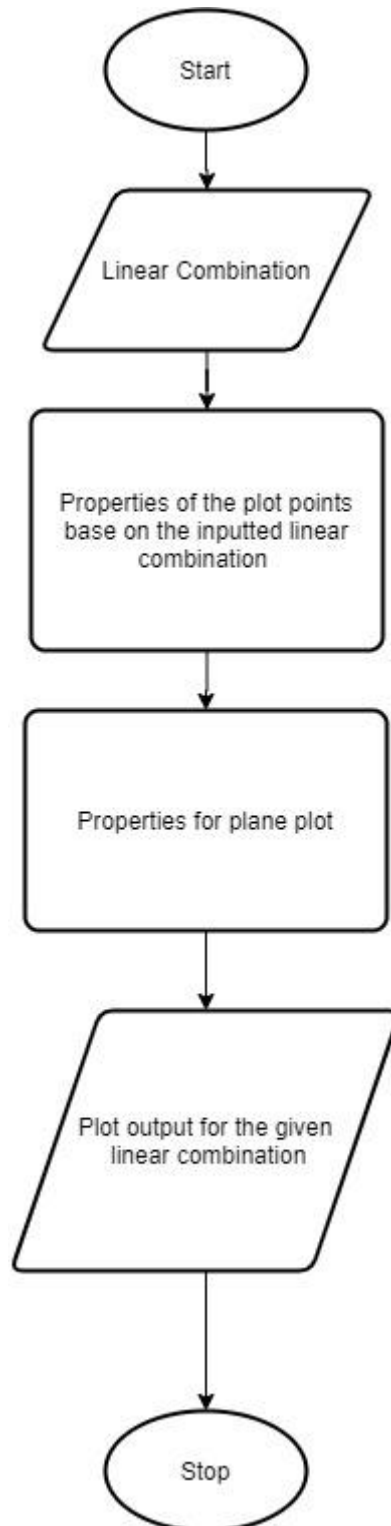 Start
Linear Combination
Properties of the plot points
base on the inputted linear
combination
Properties for plane plot
Plot output for the given
linear combination
Stop